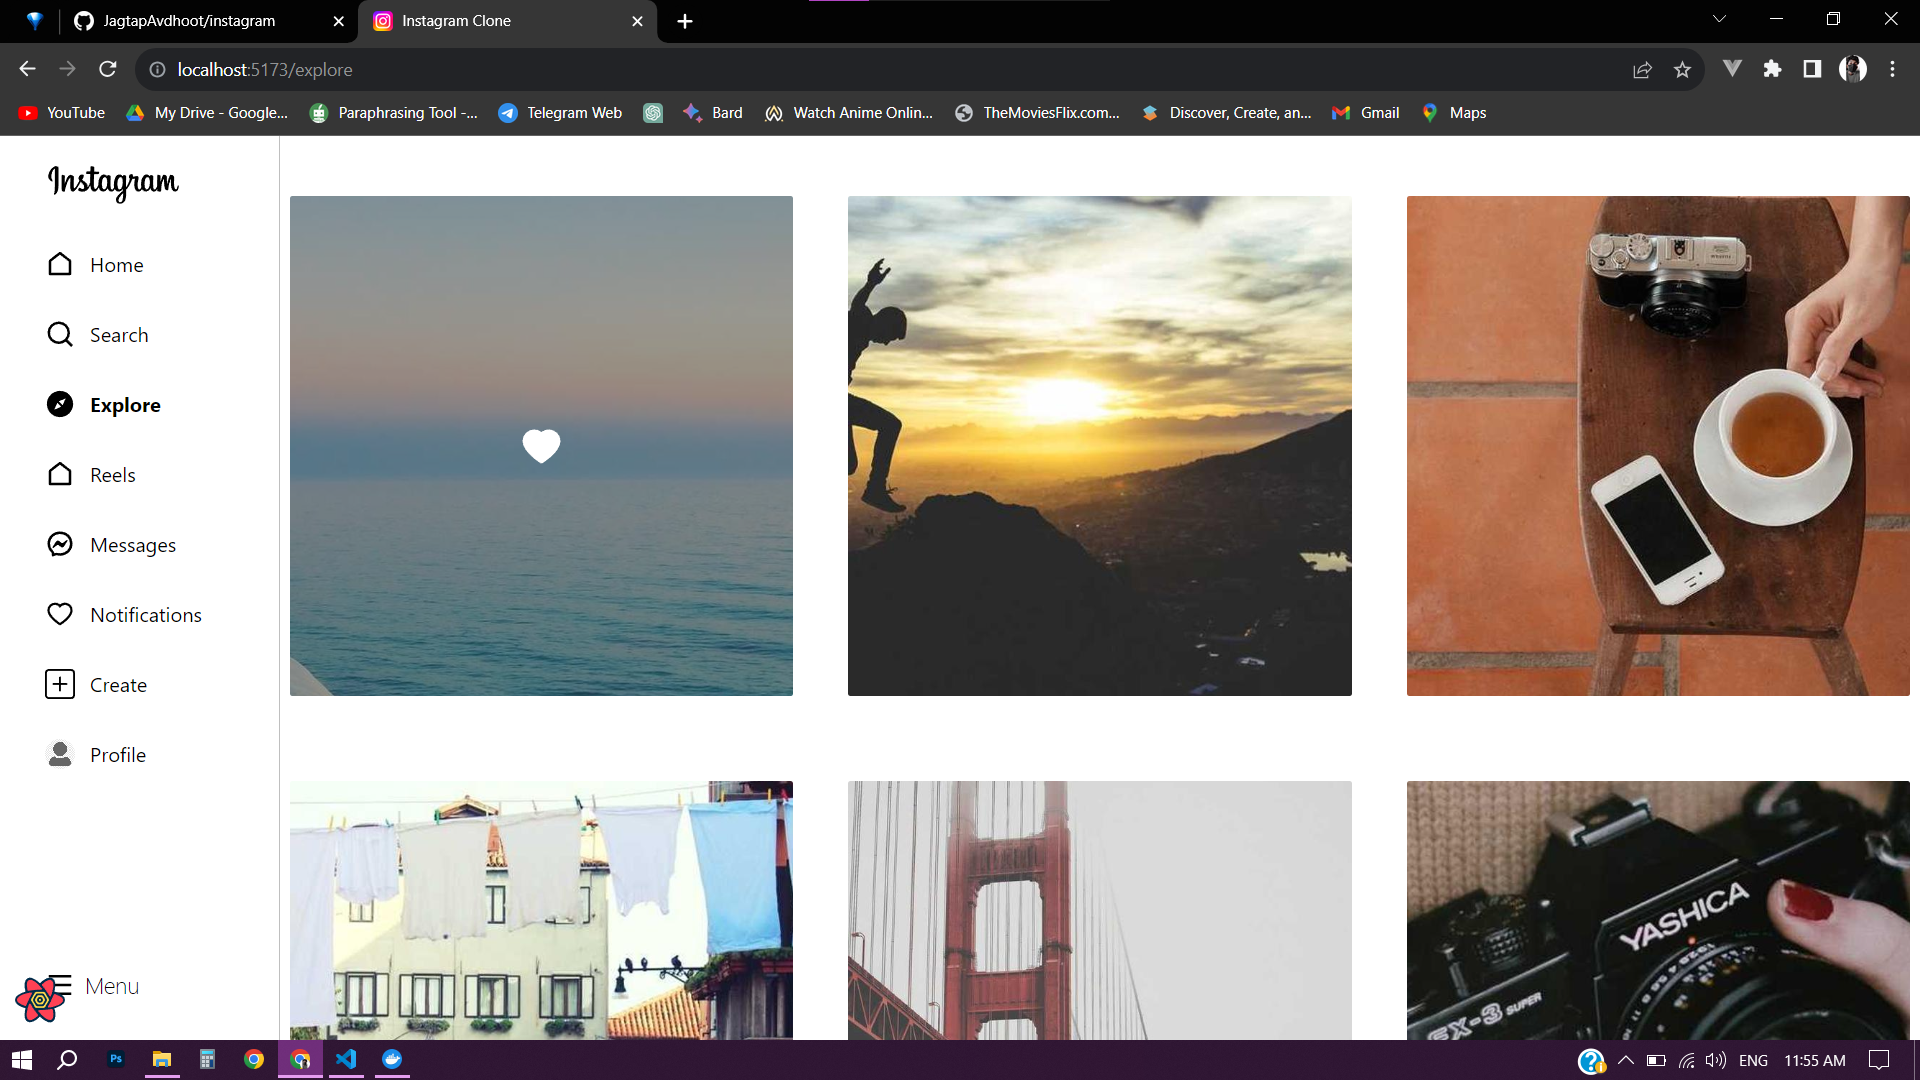 JagtapAvdhoot/instagram
Instagram Clone
localhost:5173/explore
YouTube
My Drive - Google...
Paraphrasing Tool -...
Telegram Web
Bard
Watch Anime Onlin...
TheMoviesFlix.com...
Discover, Create, an...
Gmail
Maps
Instagram
Home
Search
Explore
Reels
Messages
Notifications
Create
Profile
Menu
YASHICA
EX-3 SUPER
Ps
ENG
11:55 AM